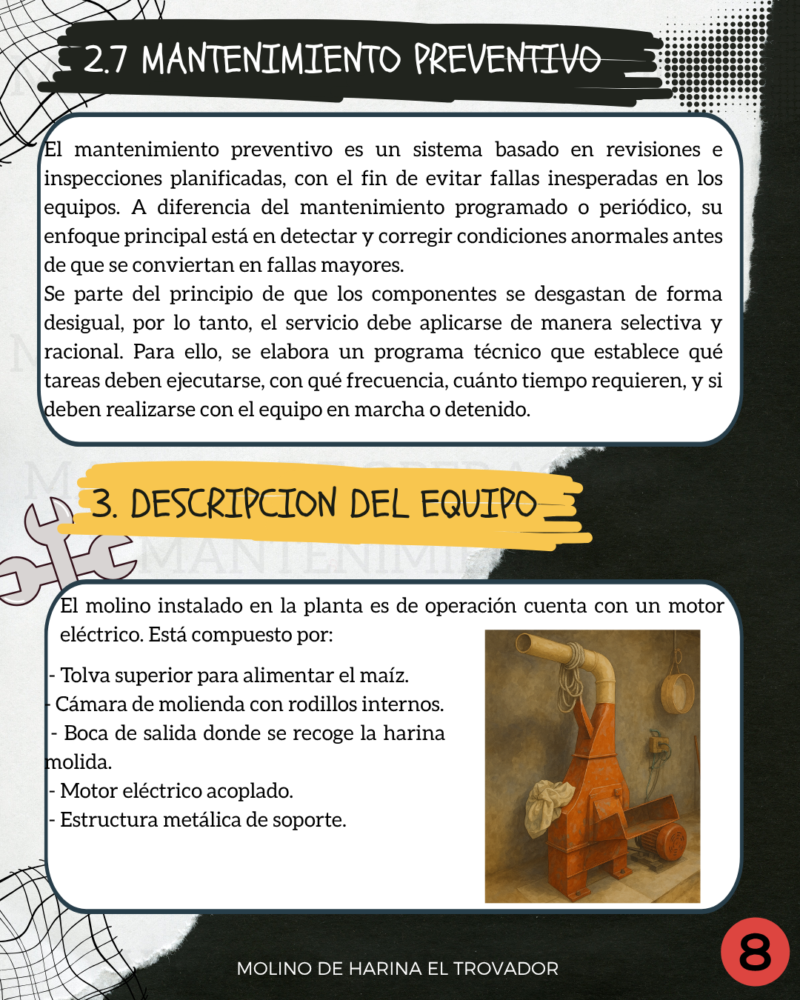 2.7 MANTENIMIENTO PREVENTIVO
El mantenimiento preventivo es un sistema basado en revisiones e
inspecciones planificadas, con el fin de evitar fallas inesperadas en los
equipos. A diferencia del mantenimiento programado o periódico, su
enfoque principal está en detectar y corregir condiciones anormales antes
de que se conviertan en fallas mayores.
Se parte del principio de que los componentes se desgastan de forma
desigual, por lo tanto, el servicio debe aplicarse de manera selectiva y
racional. Para ello, se elabora un programa técnico que establece qué
tareas deben ejecutarse, con qué frecuencia, cuánto tiempo requieren, y si
deben realizarse con el equipo en marcha o detenido.
3. DESCRIPCION DEL EQUIPO
El molino instalado en la planta es de operación cuenta con un motor
eléctrico. Está compuesto por:
- Tolva superior para alimentar el maíz.
- Cámara de molienda con rodillos internos.
- Boca de salida donde se recoge la harina
molida.
- Motor eléctrico acoplado.
- Estructura metálica de soporte.
MOLINO DE HARINA EL TROVADOR
8